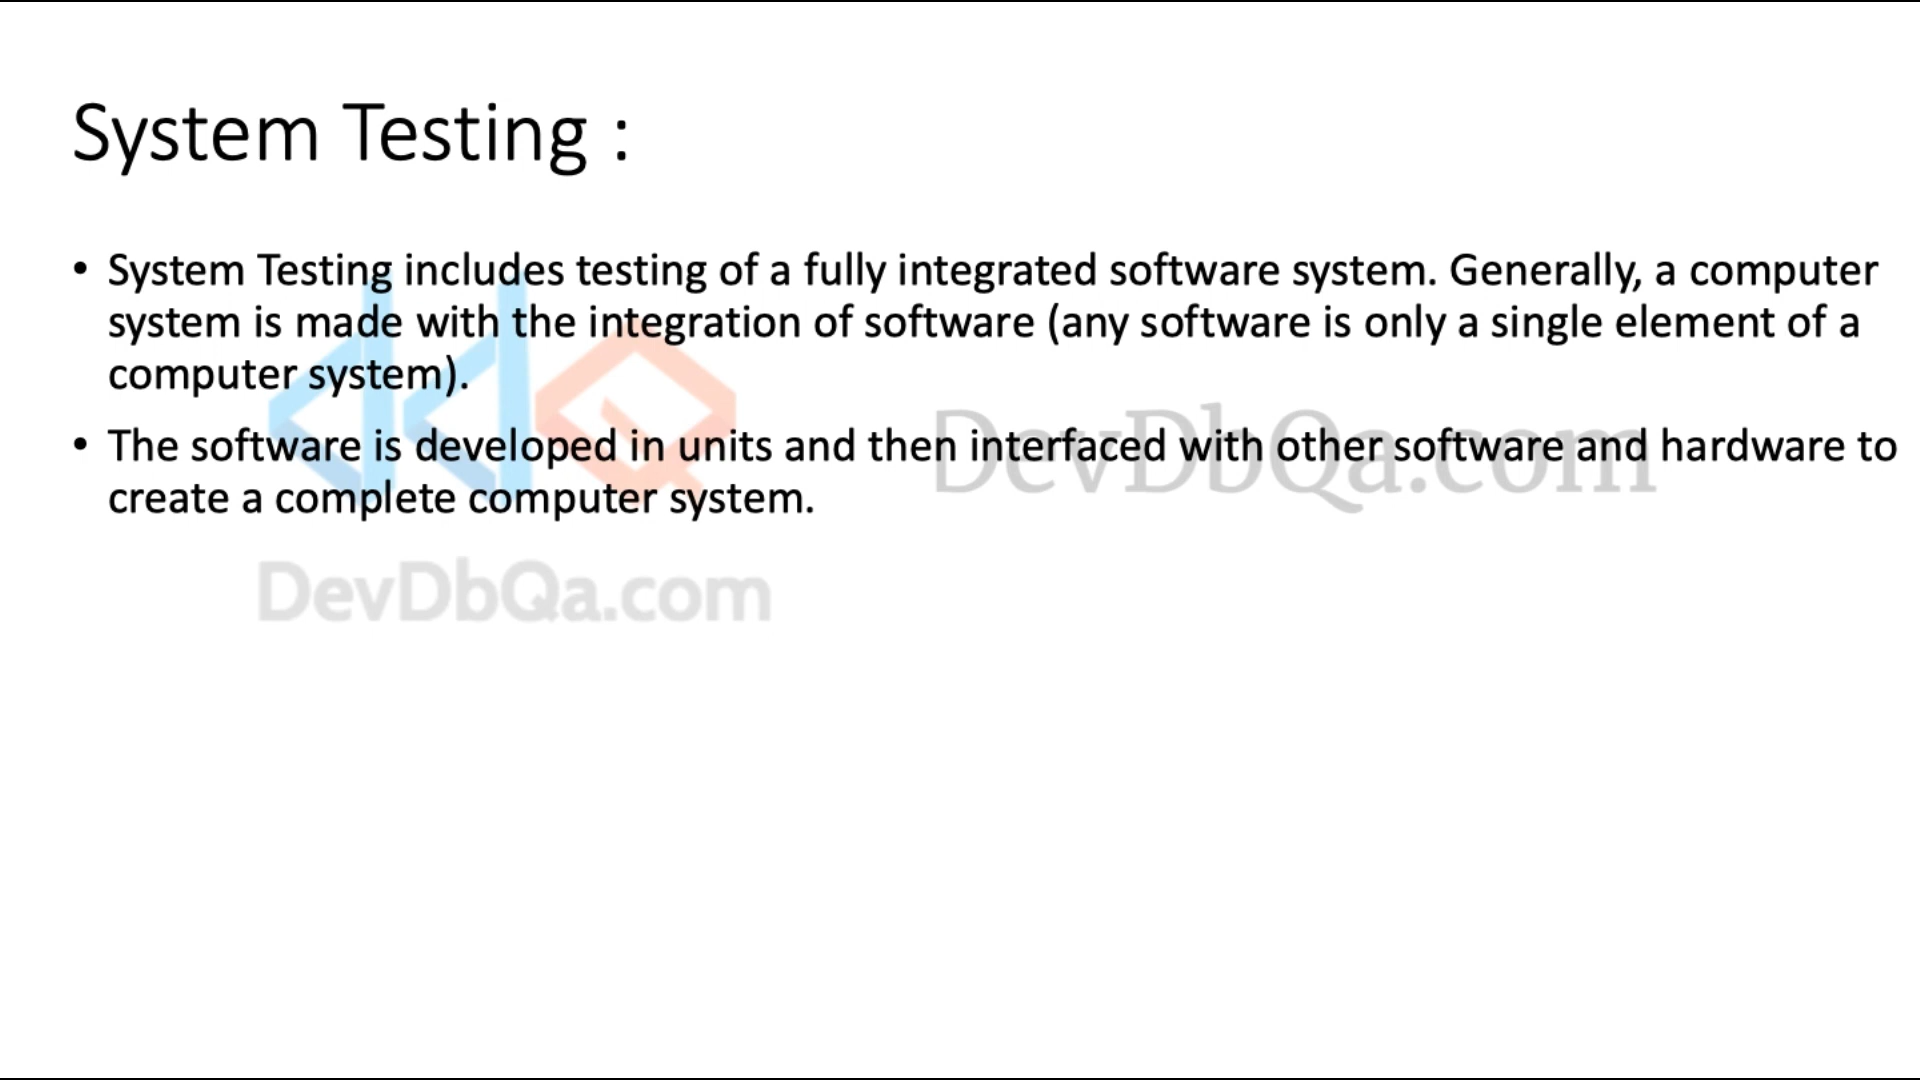 System Testing :
• System Testing includes testing of a fully integrated software system. Generally, a computer
system is made with the integration of software (any software is only a single element of a
computer system).
• The software is developed in units and then interfaced with other software and hardware to
create a complete computer system.
DevDbQa.com
DevDbQa.com